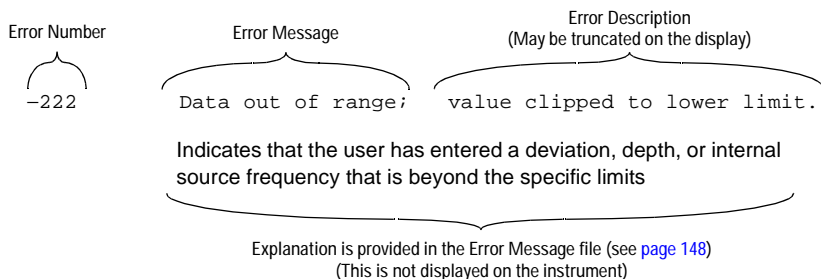 Error Description
Error Number Error Message (May be truncated on the display)
−222 Data out of range; value clipped to lower limit.
Indicates that the user has entered a deviation, depth, or internal
source frequency that is beyond the specific limits
Explanation is provided in the Error Message file (see page 148)
(This is not displayed on the instrument)